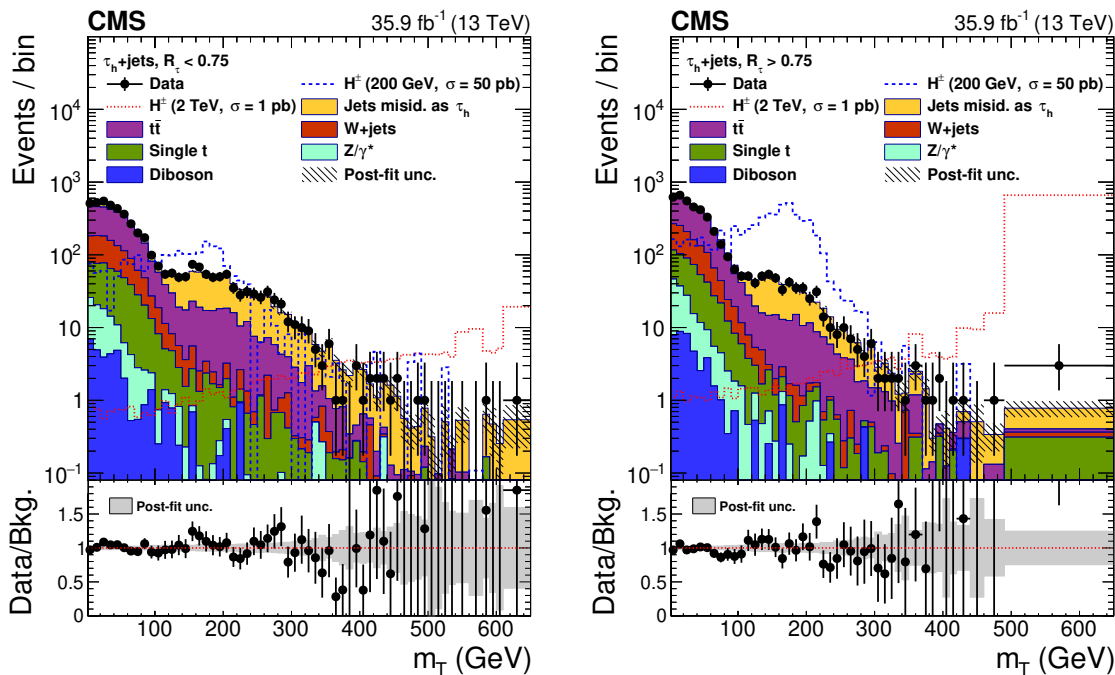 CMS 35.9 fb⁻¹ (13 TeV)
τₕ+jets, R_τ < 0.75
Data
H± (200 GeV, σ = 50 pb)
H± (2 TeV, σ = 1 pb)
Jets misid. as τₕ
tt̄
W+jets
Single t
Z/γ*
Diboson
Post-fit unc.
Events / bin
10⁴
10³
10²
10
1
10⁻¹
Post-fit unc.
Data/Bkg.
1.5
1
0.5
0
100 200 300 400 500 600
m_T (GeV)
CMS 35.9 fb⁻¹ (13 TeV)
τₕ+jets, R_τ > 0.75
Data
H± (200 GeV, σ = 50 pb)
H± (2 TeV, σ = 1 pb)
Jets misid. as τₕ
tt̄
W+jets
Single t
Z/γ*
Diboson
Post-fit unc.
Events / bin
10⁴
10³
10²
10
1
10⁻¹
Post-fit unc.
Data/Bkg.
1.5
1
0.5
0
100 200 300 400 500 600
m_T (GeV)